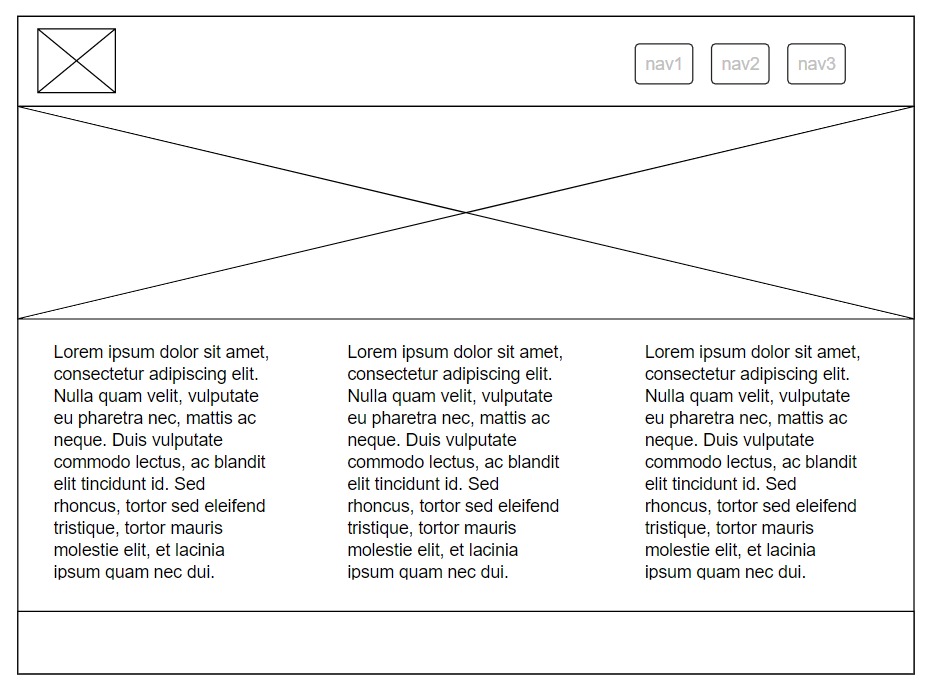 nav1 nav2 nav3
Lorem ipsum dolor sit amet,
consectetur adipiscing elit.
Nulla quam velit, vulputate
eu pharetra nec, mattis ac
neque. Duis vulputate
commodo lectus, ac blandit
elit tincidunt id. Sed
rhoncus, tortor sed eleifend
tristique, tortor mauris
molestie elit, et lacinia
ipsum quam nec dui.
Lorem ipsum dolor sit amet,
consectetur adipiscing elit.
Nulla quam velit, vulputate
eu pharetra nec, mattis ac
neque. Duis vulputate
commodo lectus, ac blandit
elit tincidunt id. Sed
rhoncus, tortor sed eleifend
tristique, tortor mauris
molestie elit, et lacinia
ipsum quam nec dui.
Lorem ipsum dolor sit amet,
consectetur adipiscing elit.
Nulla quam velit, vulputate
eu pharetra nec, mattis ac
neque. Duis vulputate
commodo lectus, ac blandit
elit tincidunt id. Sed
rhoncus, tortor sed eleifend
tristique, tortor mauris
molestie elit, et lacinia
ipsum quam nec dui.